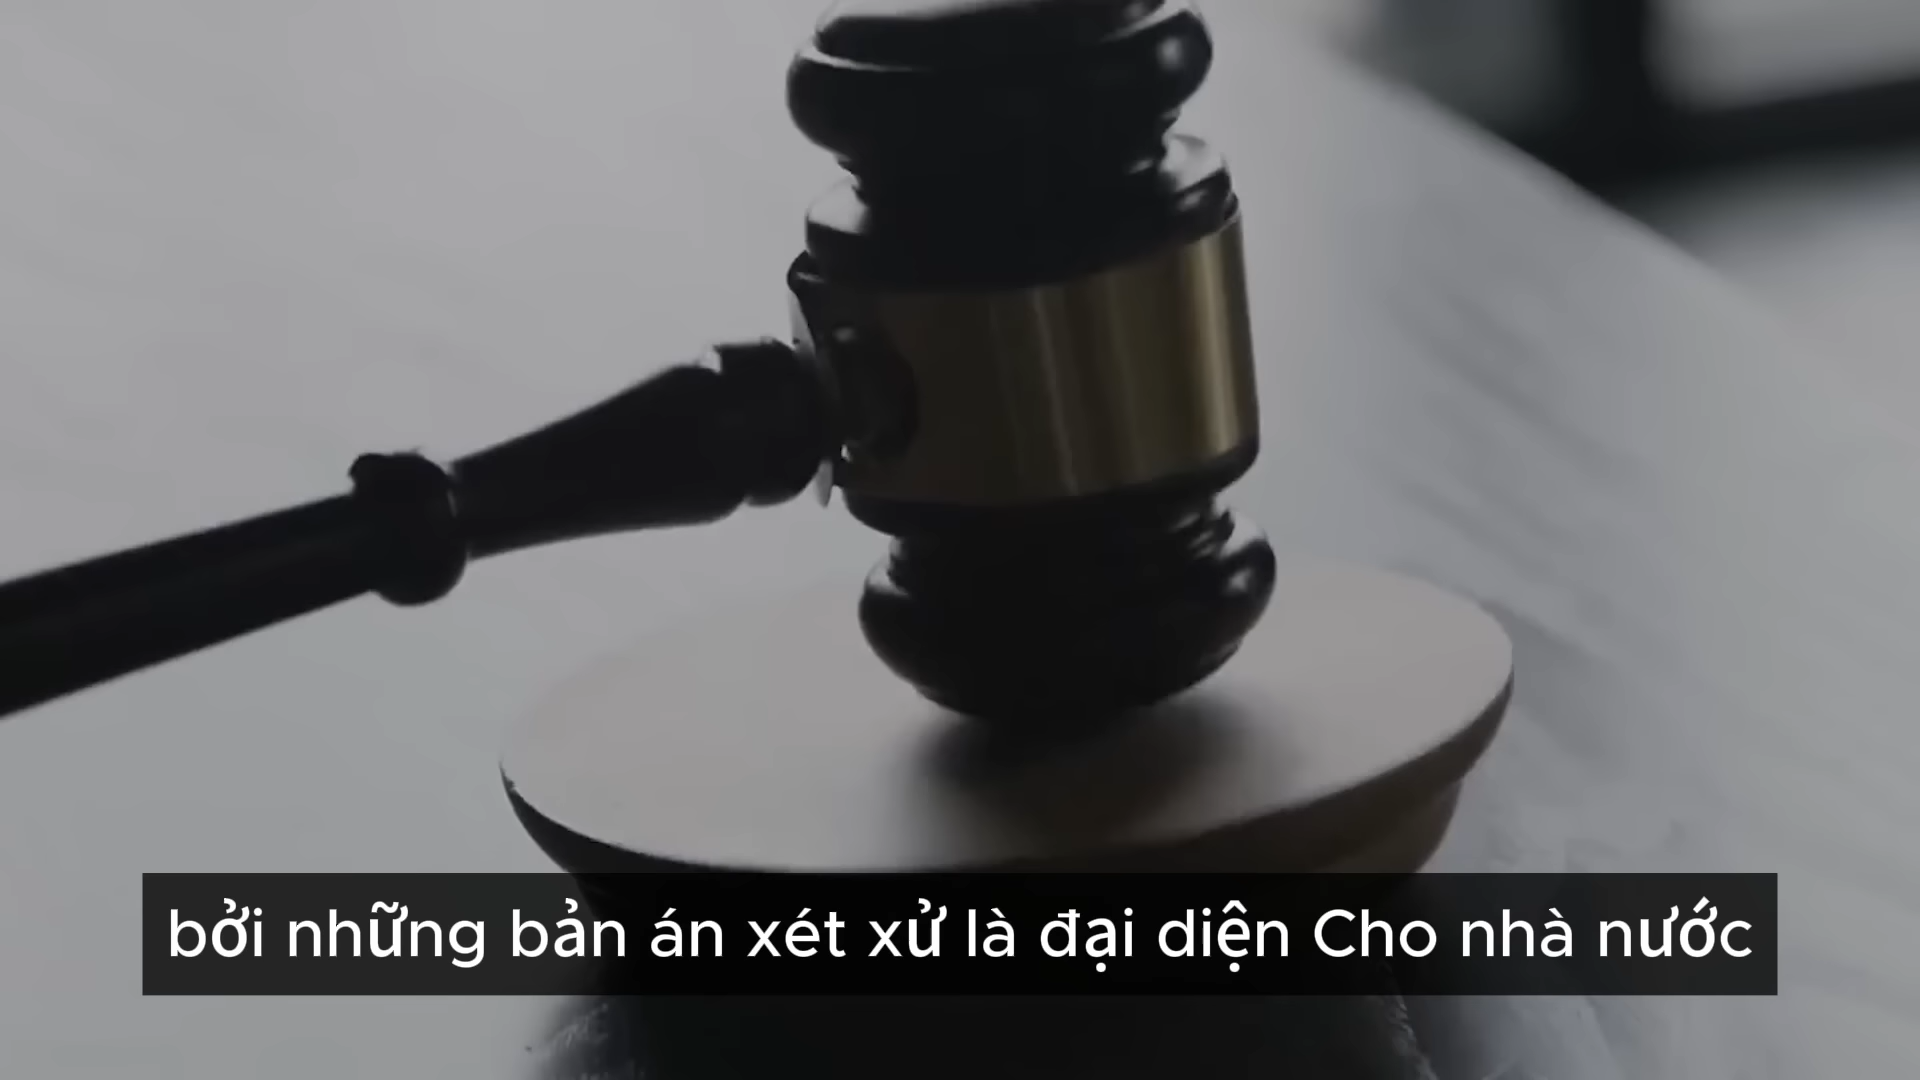 bởi những bản án xét xử là đại diện Cho nhà nước